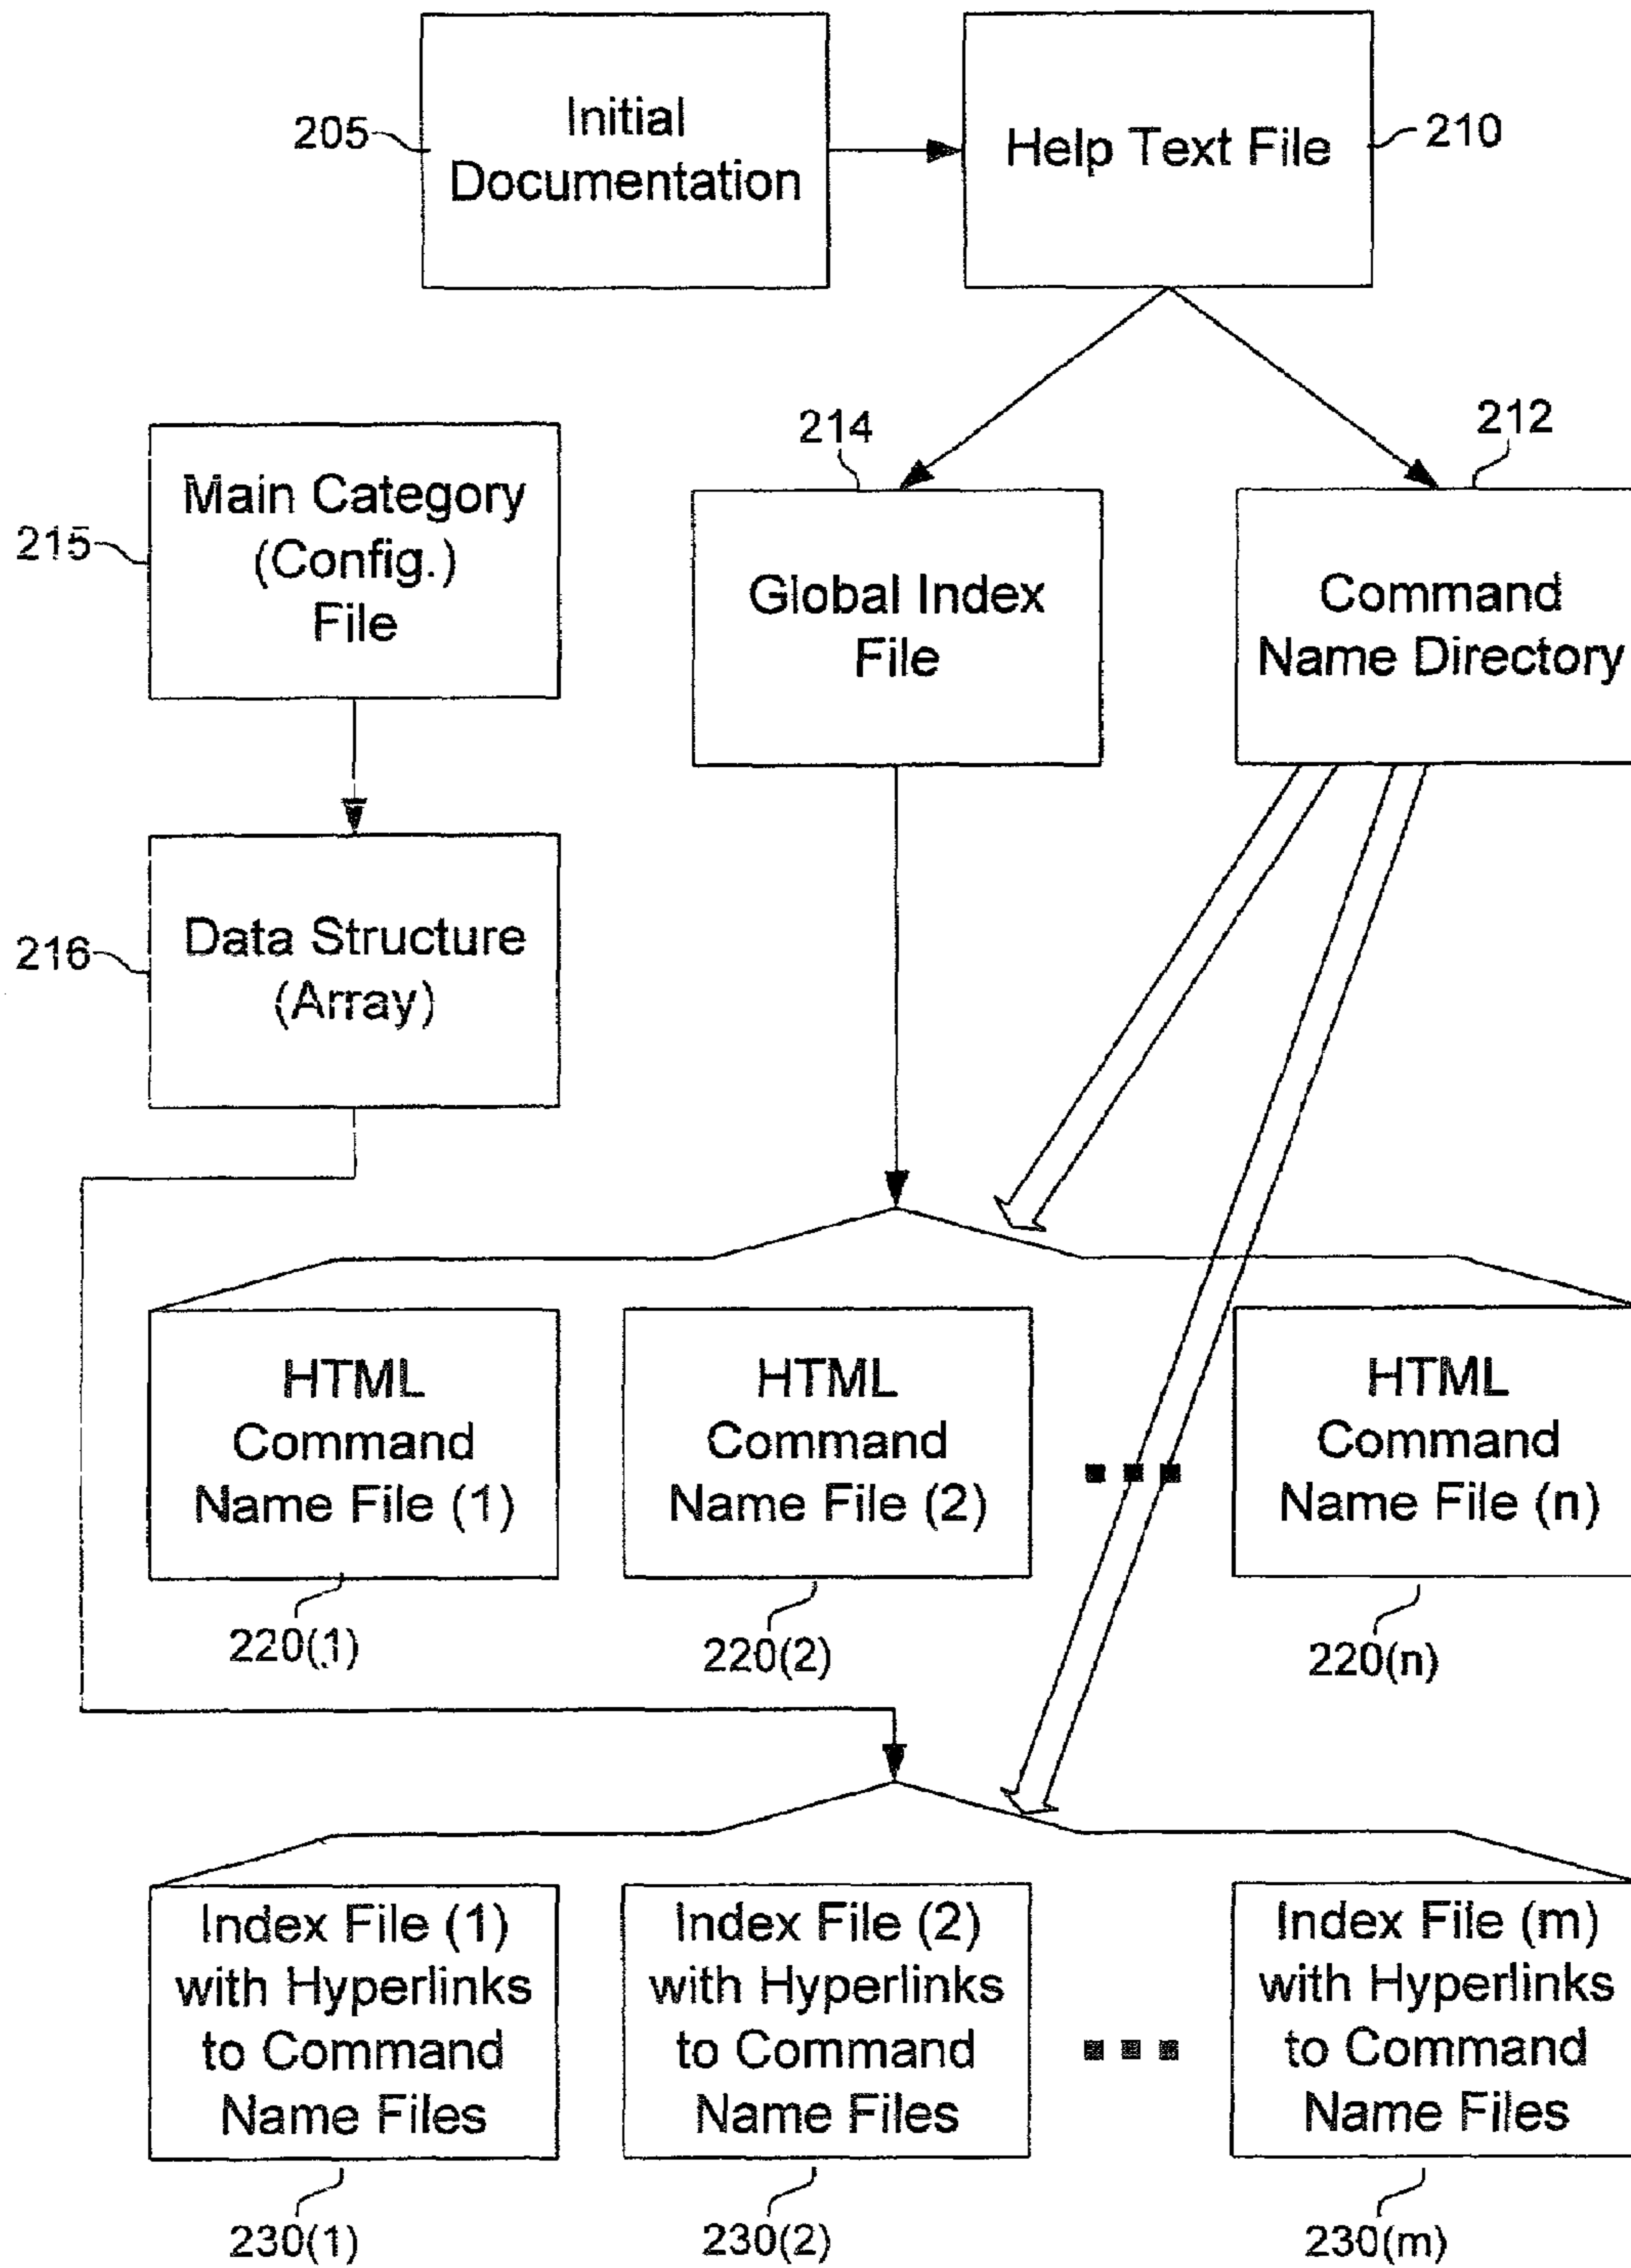 205
Initial
Documentation
Help Text File
210
215
Main Category
(Config.)
File
214
Global Index
File
212
Command
Name Directory
216
Data Structure
(Array)
HTML
Command
Name File (1)
220(1)
HTML
Command
Name File (2)
220(2)
HTML
Command
Name File (n)
220(n)
Index File (1)
with Hyperlinks
to Command
Name Files
230(1)
Index File (2)
with Hyperlinks
to Command
Name Files
230(2)
Index File (m)
with Hyperlinks
to Command
Name Files
230(m)